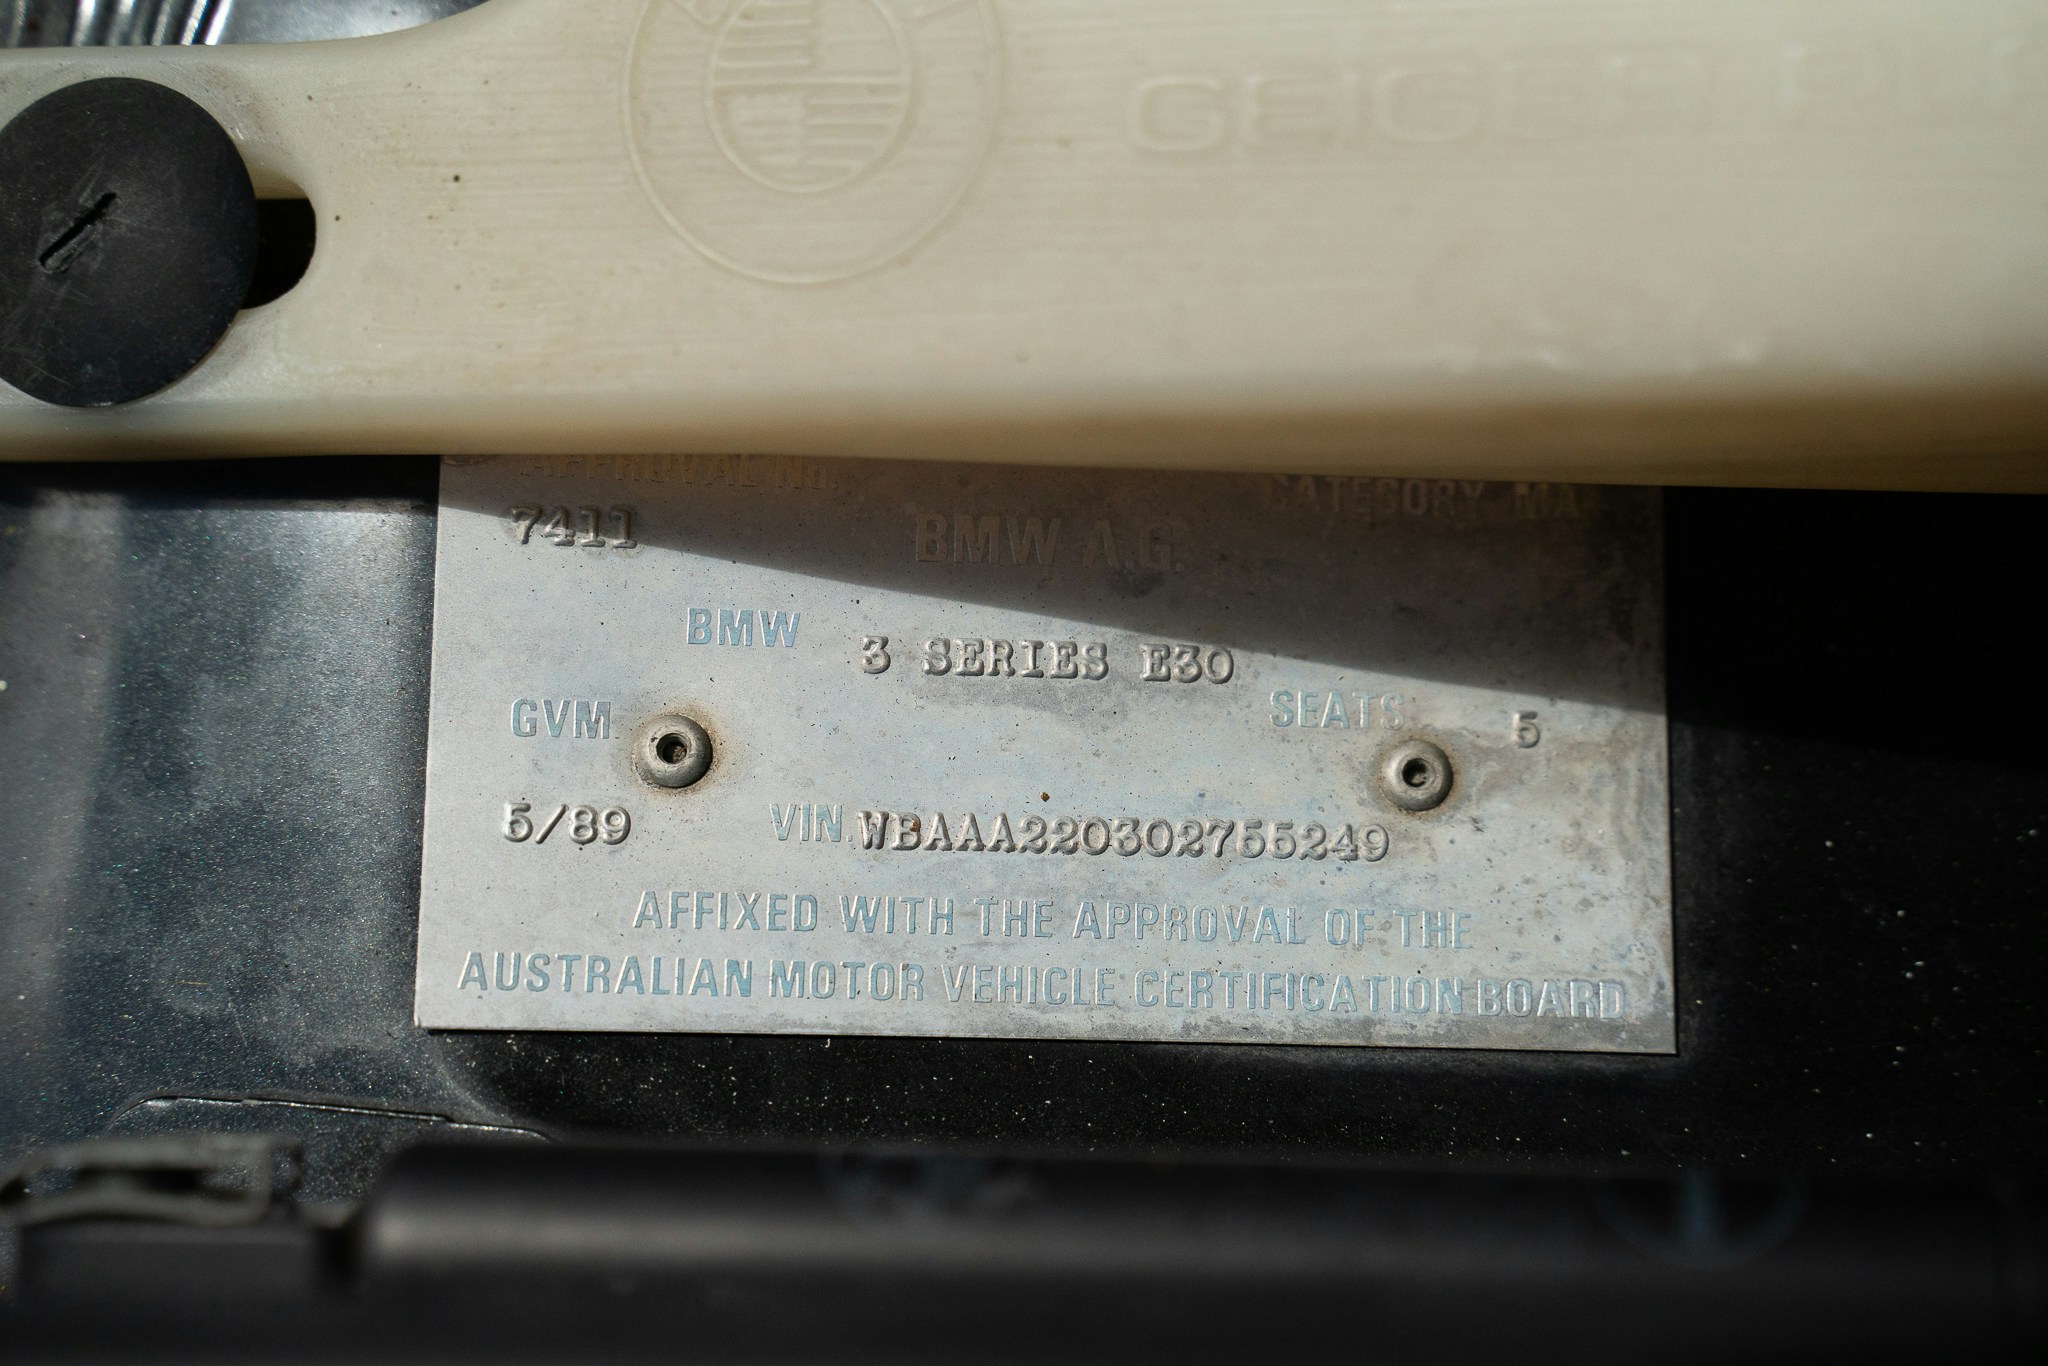 GEIGER
APPROVAL No. CATEGORY MA
7411 BMW A.G.
BMW 3 SERIES E30
GVM SEATS 5
5/89 VIN. WBAAA220302755249
AFFIXED WITH THE APPROVAL OF THE
AUSTRALIAN MOTOR VEHICLE CERTIFICATION BOARD